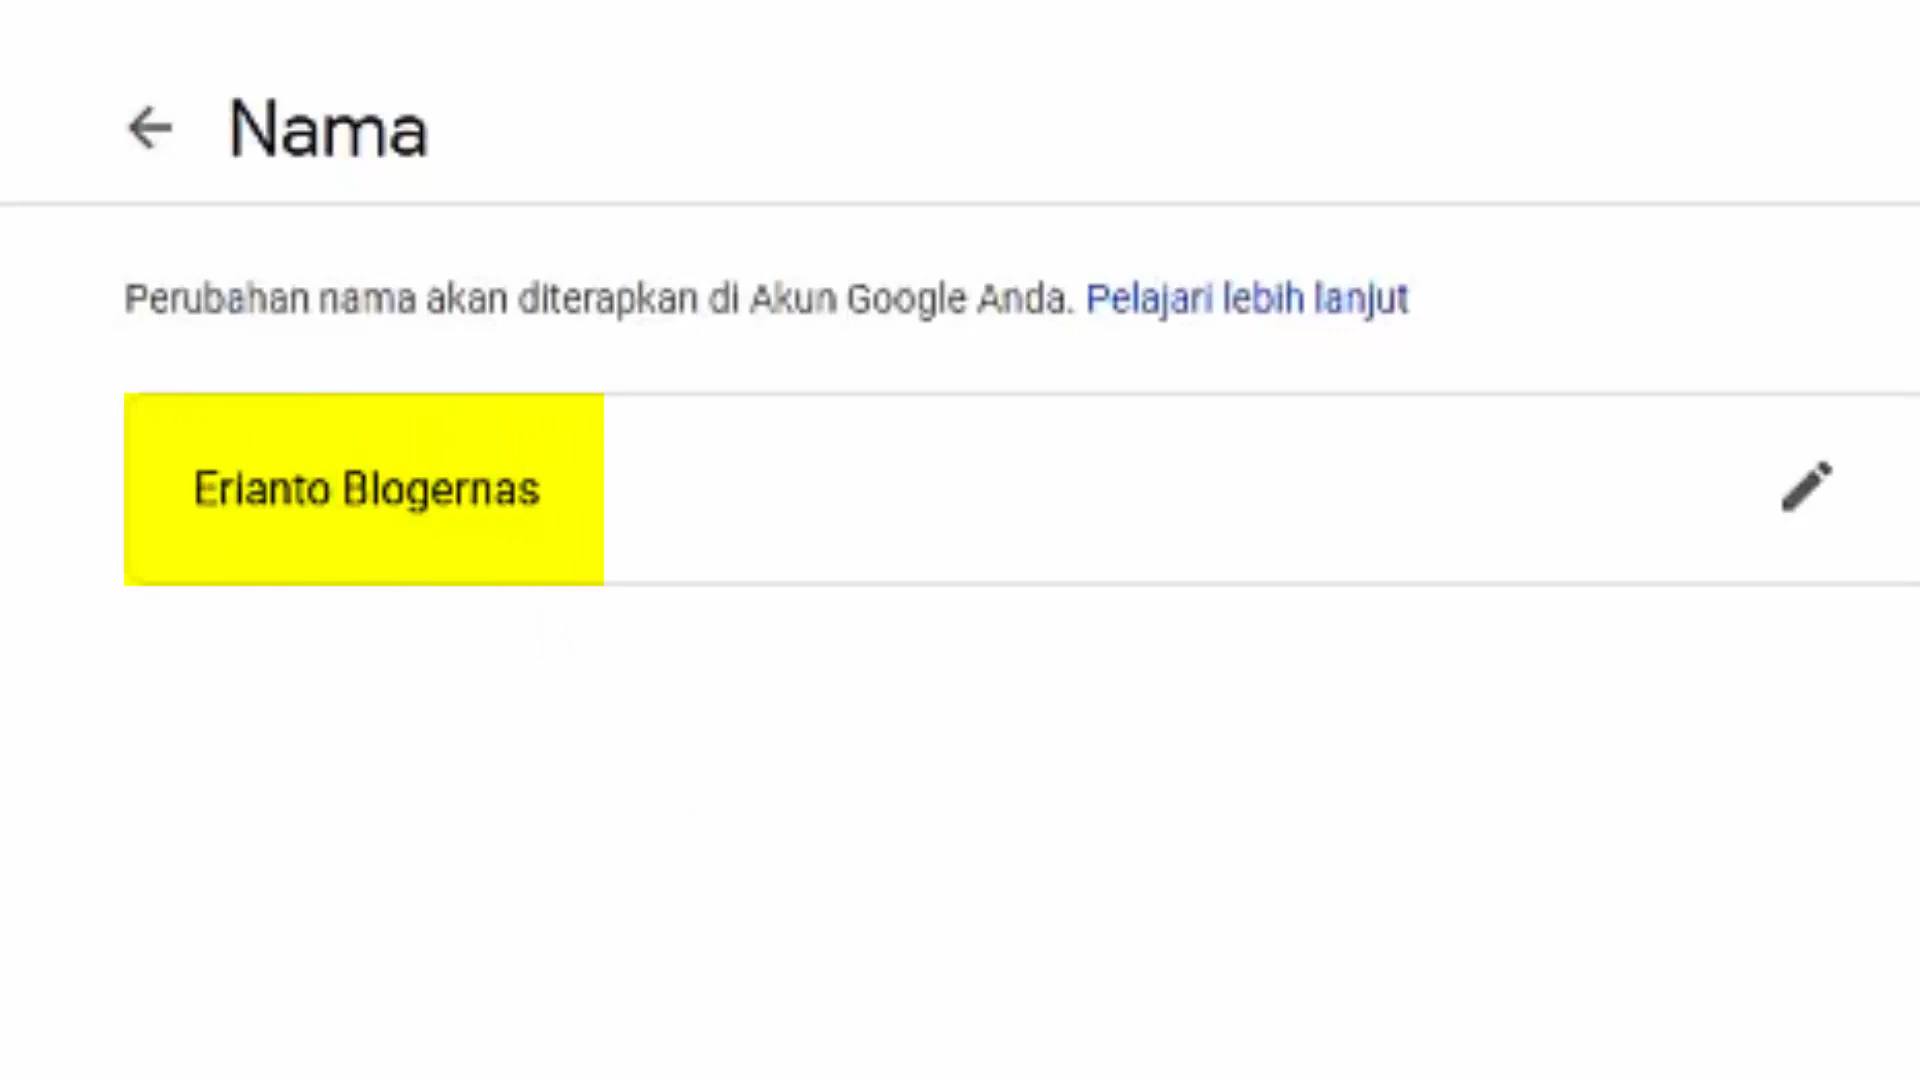 Nama
Perubahan nama akan diterapkan di Akun Google Anda. Pelajari lebih lanjut
Erianto Blogernas